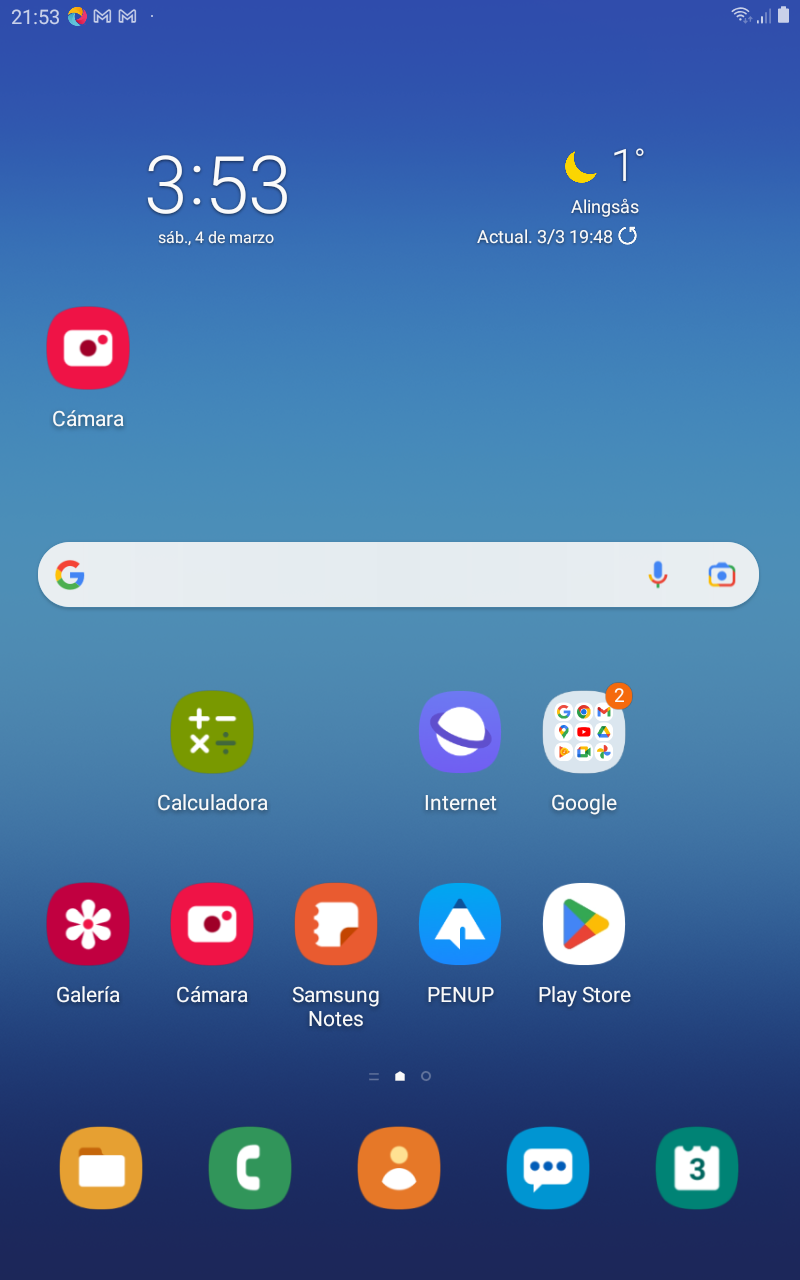 21:53
3:53
sáb., 4 de marzo
1°
Alingsås
Actual. 3/3 19:48
Cámara
2
Calculadora
Internet
Google
Galería
Cámara
Samsung
Notes
PENUP
Play Store
3